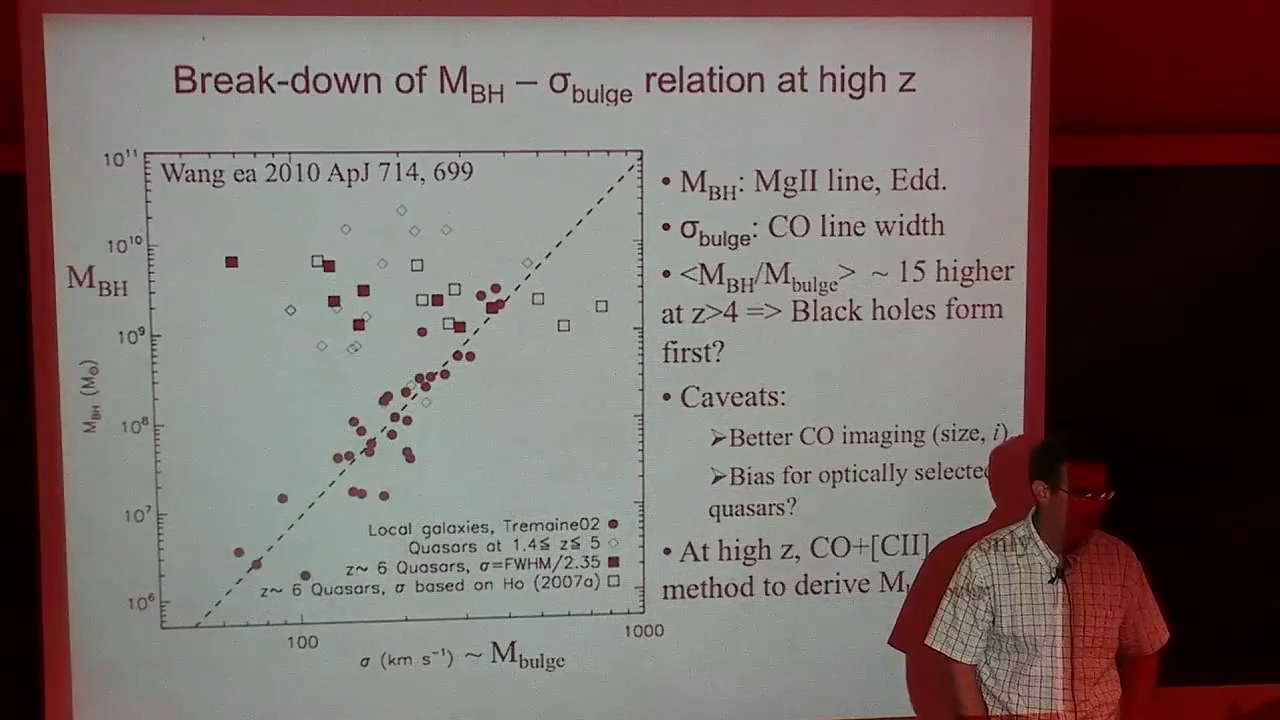 Break-down of M_BH – σ_bulge relation at high z
Wang ea 2010 ApJ 714, 699
10^11
10^10
M_BH
10^9
M_BH (M_⊙)
10^8
10^7
10^6
Local galaxies, Tremaine02
Quasars at 1.4≤ z≤ 5
z~ 6 Quasars, σ=FWHM/2.35
z~ 6 Quasars, σ based on Ho (2007a)
100
1000
σ (km s^-1) ~ M_bulge
• M_BH: MgII line, Edd.
• σ_bulge: CO line width
• <M_BH/M_bulge> ~ 15 higher
at z>4 => Black holes form
first?
• Caveats:
➢Better CO imaging (size, i)
➢Bias for optically selected
quasars?
• At high z, CO+[CII] only
method to derive M